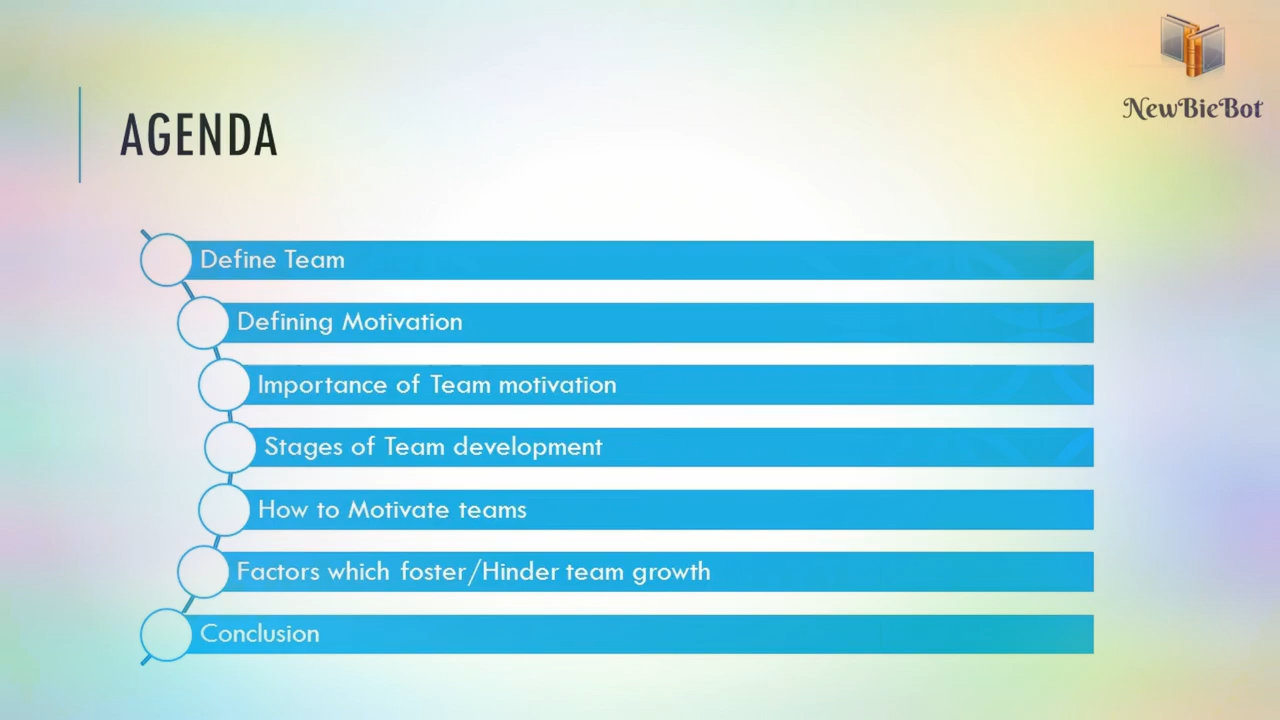 NewBieBot
AGENDA
Define Team
Defining Motivation
Importance of Team motivation
Stages of Team development
How to Motivate teams
Factors which foster/Hinder team growth
Conclusion